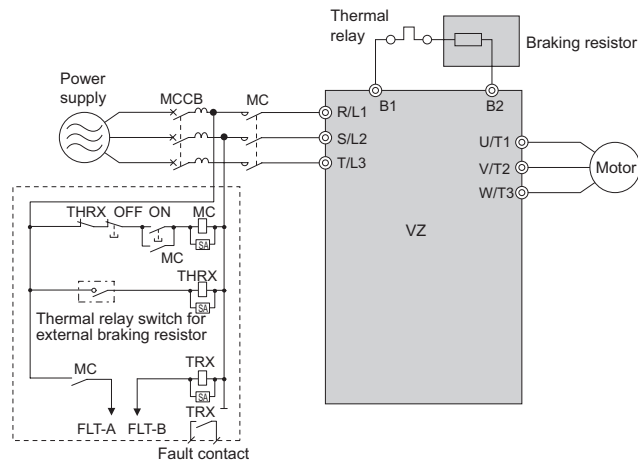 Thermal
relay
Braking resistor
Power
supply
MCCB
MC
B1
B2
R/L1
S/L2
T/L3
U/T1
V/T2
W/T3
Motor
VZ
THRX OFF ON MC
SA
MC
THRX
SA
Thermal relay switch for
external braking resistor
MC
TRX
SA
TRX
FLT-A FLT-B
Fault contact